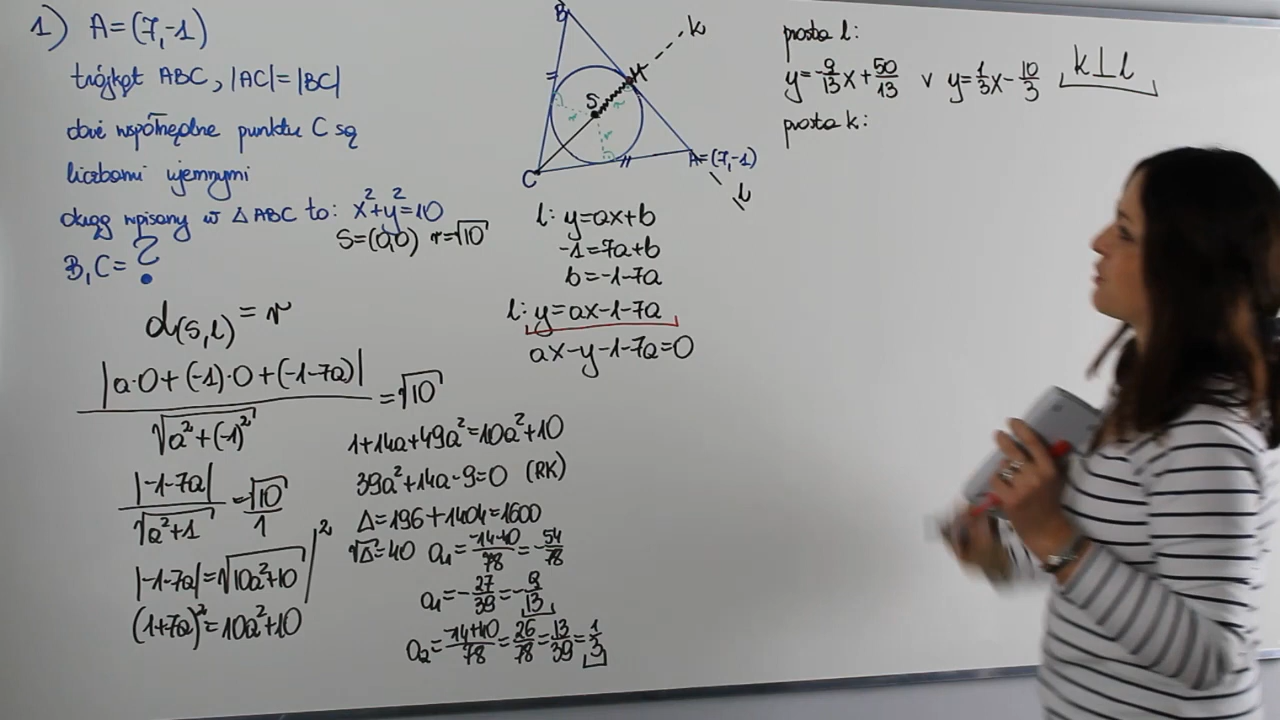 1) A=(7,-1)
trójkąt ABC, |AC|=|BC|
obie współrzędne punktu C są
liczbami ujemnymi
okrąg wpisany w △ABC to: x²+y²=10
S=(0,0) r=√10
B,C=?
d(S,l)=r
|a·0+(-1)·0+(-1-7a)| / √(a²+(-1)²) = √10
|-1-7a| / √(a²+1) = √10/1
|-1-7a|=√(10a²+10) |²
(1+7a)²=10a²+10
1+14a+49a²=10a²+10
39a²+14a-9=0 (RK)
Δ=196+1404=1600
√Δ=40 a₁=(-14-40)/78=-54/78
a₁=-27/39=-9/13
a₂=(-14+40)/78=26/78=13/39=1/3
B
k
M
S
r
r
r
C
A=(7,-1)
l
l: y=ax+b
-1=7a+b
b=-1-7a
l: y=ax-1-7a
ax-y-1-7a=0
prosta l:
y=-9/13x+50/13 v y=1/3x-10/3 k⊥l
prosta k: